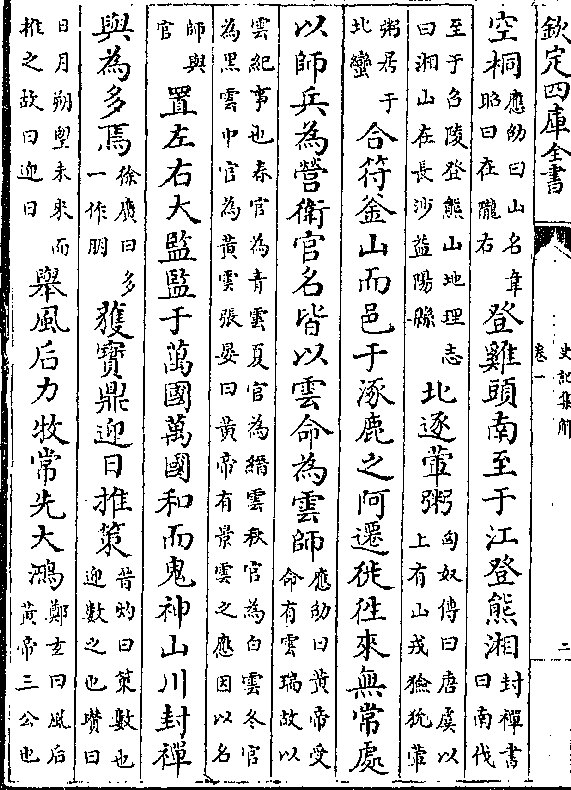 欽定四庫全書
史記集解
卷一
二
空桐應劭曰山名韋昭曰在隴右登雞頭南至于江登熊湘封禪書曰南伐
至于召陵登熊山地理志曰湘山在長沙益陽縣北逐葷粥匈奴傳曰唐虞以上有山戎獫狁葷
粥居于北蠻合符釜山而邑于涿鹿之阿遷徙徃來無常處
以師兵為營衛官名皆以雲命為雲師應劭曰黃帝受命有雲瑞故以
雲紀事也春官為青雲夏官為縉雲秋官為白雲冬官為黑雲中官為黃雲張晏曰黃帝有景雲之應因以名
師與官置左右大監監于萬國萬國和而鬼神山川封禪
與為多焉徐廣曰多一作朋獲寶鼎迎日推策晉灼曰策數也迎數之也瓚曰
日月朔望未来而推之故曰迎日舉風后力牧常先大鴻鄭玄曰風后黃帝三公也